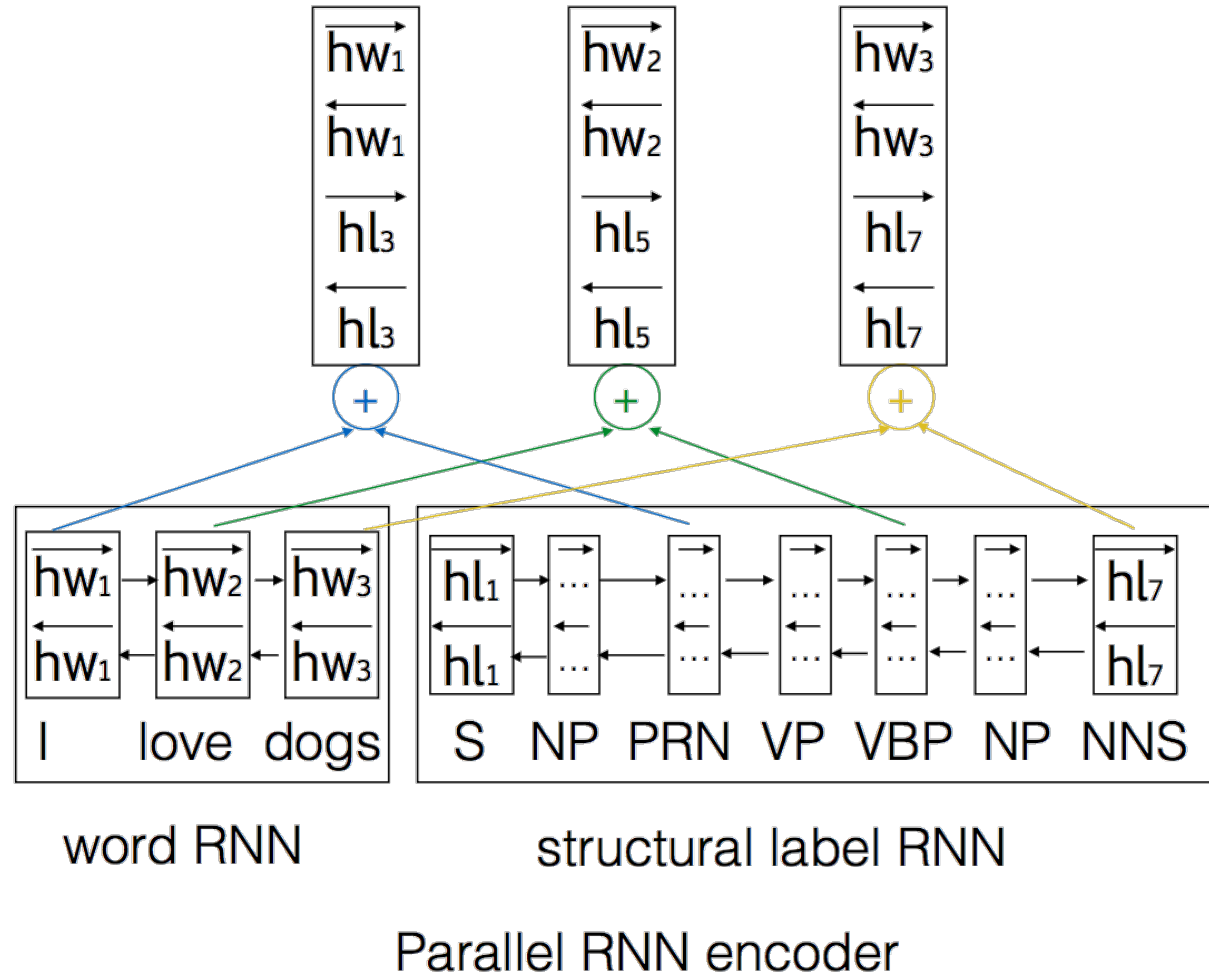 hw1 hw2 hw3
hw1 hw2 hw3
hl3 hl5 hl7
hl3 hl5 hl7
+ + +
hw1 hw2 hw3 hl1 ... ... ... ... ... hl7
hw1 hw2 hw3 hl1 ... ... ... ... ... hl7
I love dogs S NP PRN VP VBP NP NNS
word RNN structural label RNN
Parallel RNN encoder